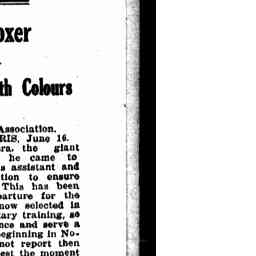 oxer
th Colours
Association.
RIS, June 16.
ra, the giant
he came to
s assistant and
tion to ensure
This has been
parture for the
now selected in
tary training, so
nce and serve a
beginning in No-
not report then
est the moment